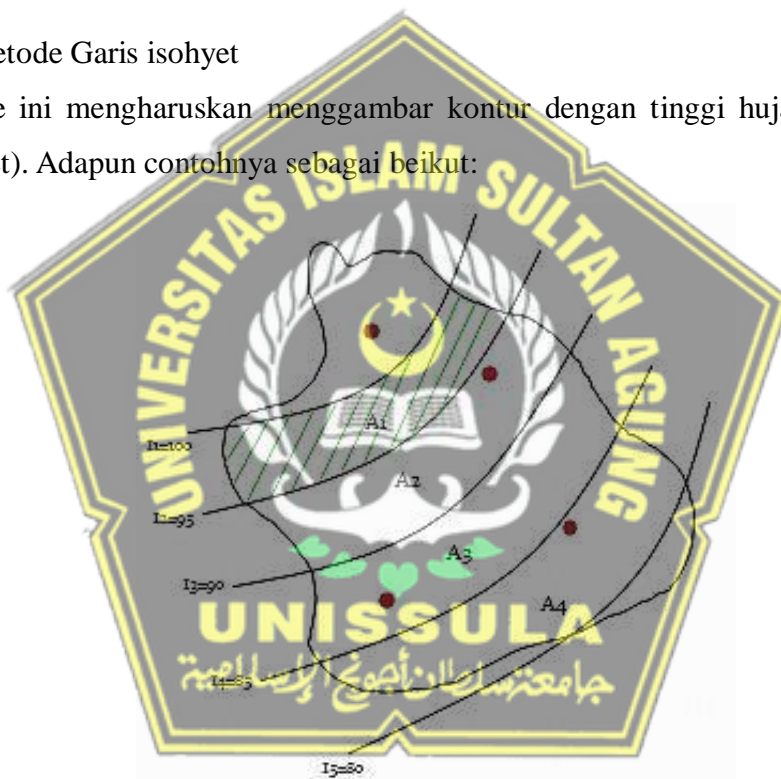 etode Garis isohyet
e ini mengharuskan menggambar kontur dengan tinggi huj
t). Adapun contohnya sebagai beikut:
UNIVERSITAS ISLAM SULTAN AGUNG
I1=100
A1
A2
I2=95
A3
I3=90
A4
UNISSULA
جامعة سلطان أجونج الإسلامية
I4=85
I5=80